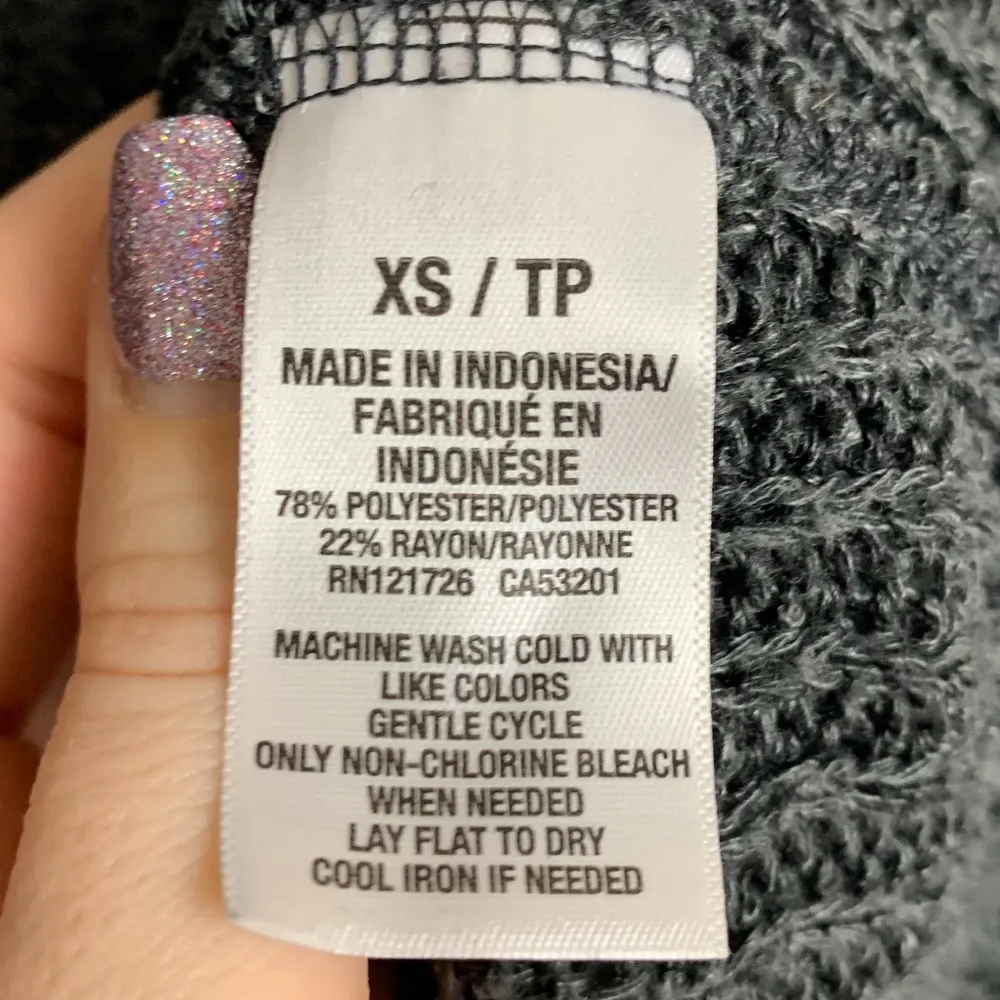 XS / TP
MADE IN INDONESIA/
FABRIQUÉ EN
INDONÉSIE
78% POLYESTER/POLYESTER
22% RAYON/RAYONNE
RN121726 CA53201
MACHINE WASH COLD WITH
LIKE COLORS
GENTLE CYCLE
ONLY NON-CHLORINE BLEACH
WHEN NEEDED
LAY FLAT TO DRY
COOL IRON IF NEEDED